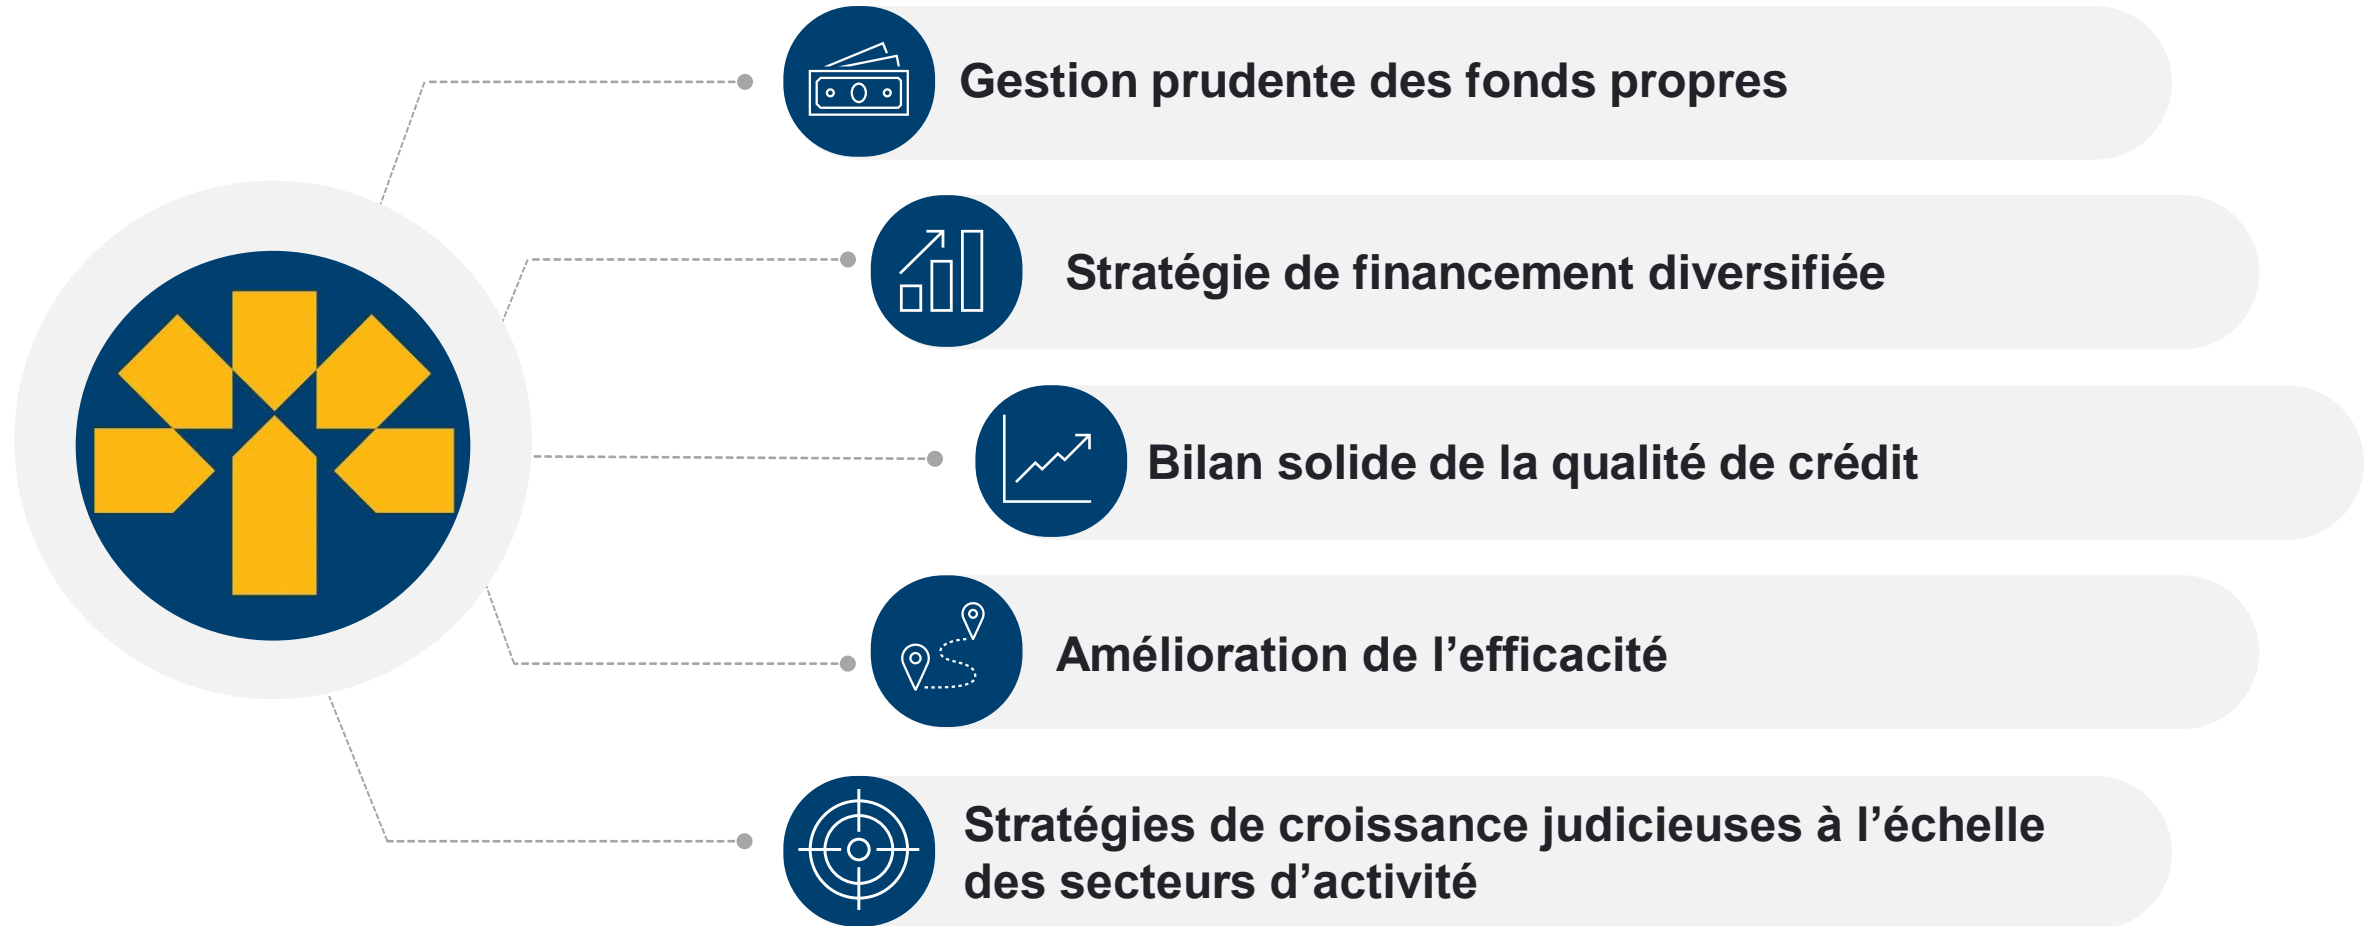 Gestion prudente des fonds propres
Stratégie de financement diversifiée
Bilan solide de la qualité de crédit
Amélioration de l’efficacité
Stratégies de croissance judicieuses à l’échelle
des secteurs d’activité